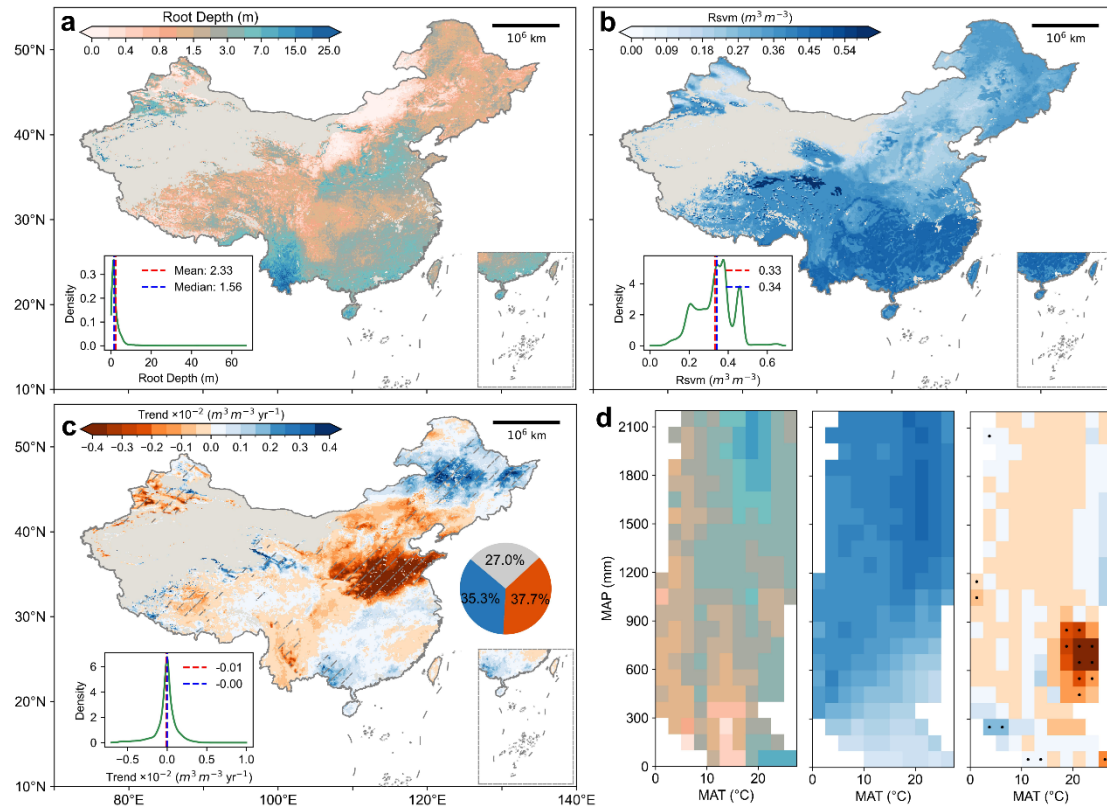 a
Root Depth (m)
0.0 0.4 0.8 1.5 3.0 7.0 15.0 25.0
10⁶ km
50°N
40°N
30°N
20°N
10°N
0.3
0.2
0.1
0.0
Density
Mean: 2.33
Median: 1.56
0 20 40 60
Root Depth (m)
b
Rsvm (m³ m⁻³)
0.00 0.09 0.18 0.27 0.36 0.45 0.54
10⁶ km
4
2
0
Density
0.33
0.34
0.0 0.2 0.4 0.6
Rsvm (m³ m⁻³)
c
Trend ×10⁻² (m³ m⁻³ yr⁻¹)
−0.4 −0.3 −0.2 −0.1 0.0 0.1 0.2 0.3 0.4
10⁶ km
50°N
40°N
30°N
20°N
10°N
27.0%
35.3%
37.7%
6
4
2
0
Density
-0.01
-0.00
−0.5 0.0 0.5 1.0
Trend ×10⁻² (m³ m⁻³ yr⁻¹)
80°E 100°E 120°E 140°E
d
2100
1800
1500
1200
900
600
300
0
MAP (mm)
0 10 20
MAT (°C)
0 10 20
MAT (°C)
0 10 20
MAT (°C)